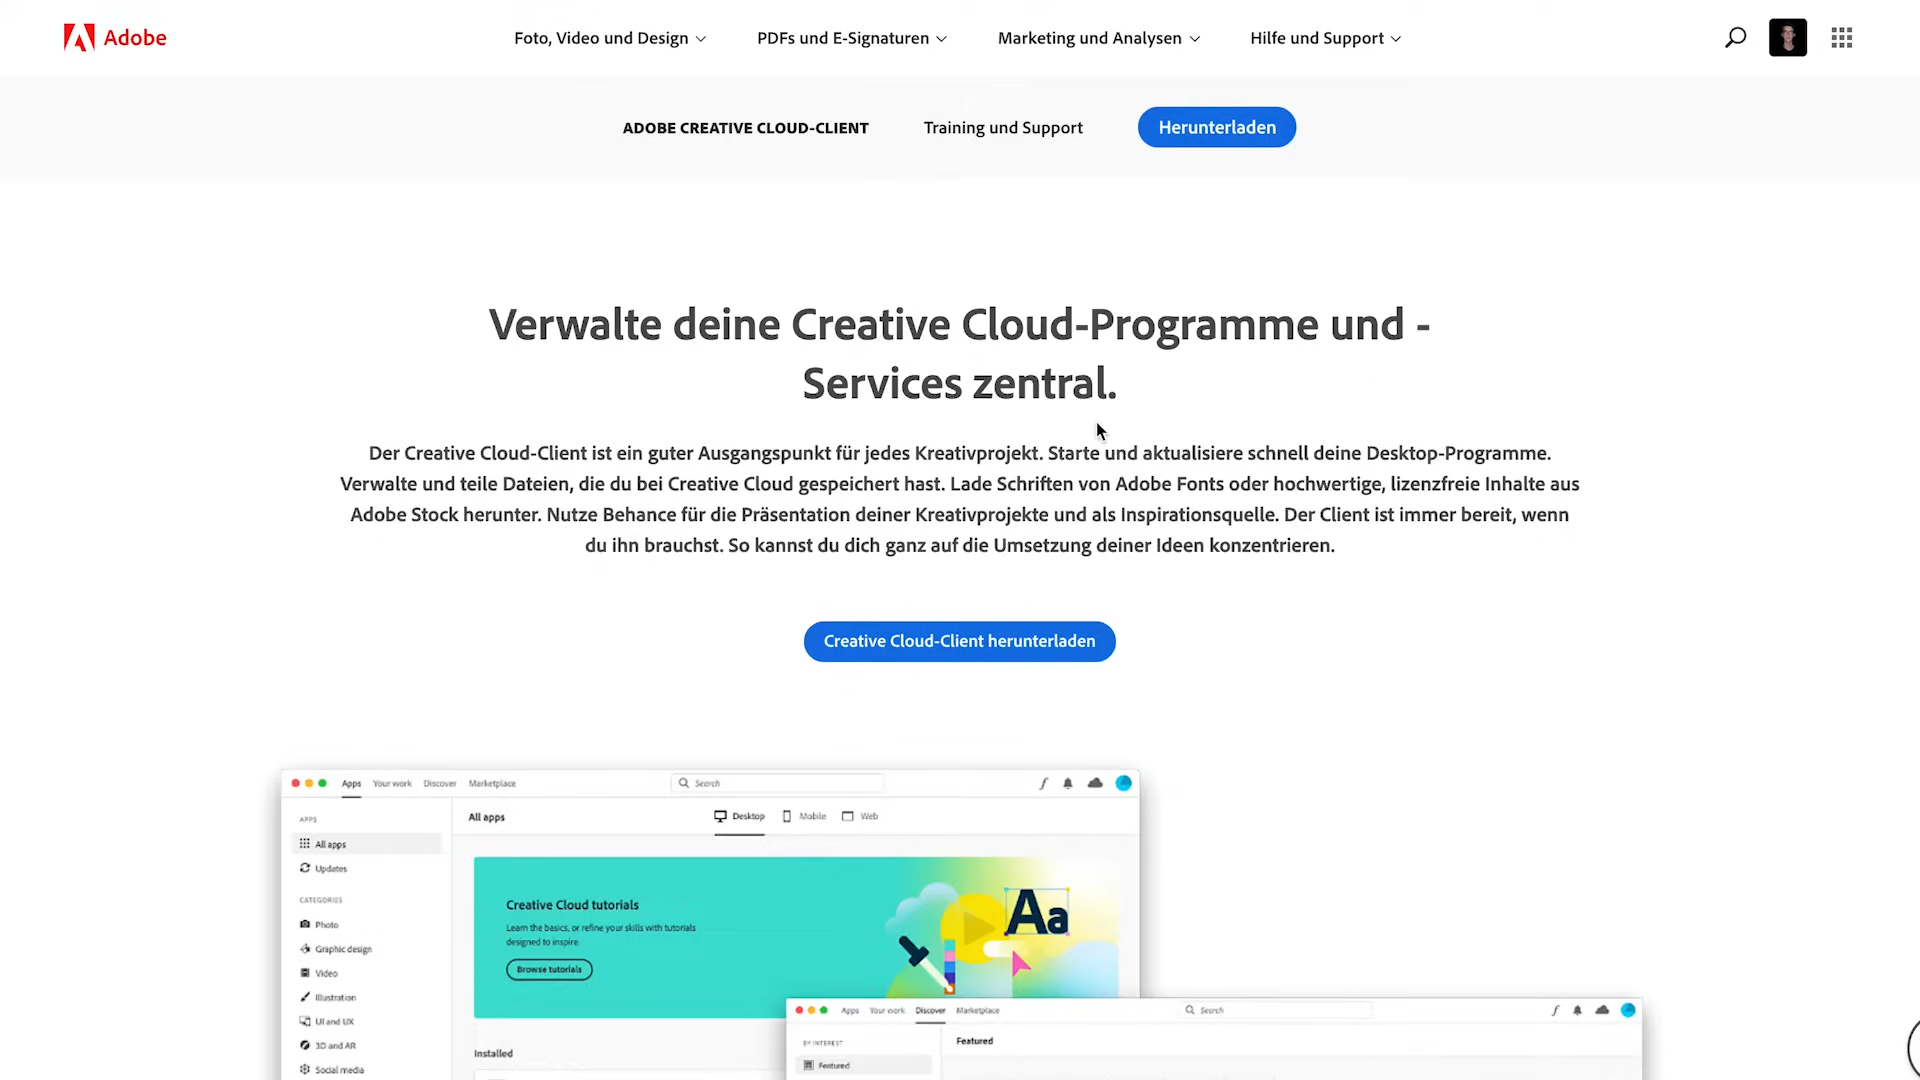 Adobe
Foto, Video und Design
PDFs und E-Signaturen
Marketing und Analysen
Hilfe und Support
ADOBE CREATIVE CLOUD-CLIENT
Training und Support
Herunterladen
Verwalte deine Creative Cloud-Programme und -
Services zentral.
Der Creative Cloud-Client ist ein guter Ausgangspunkt für jedes Kreativprojekt. Starte und aktualisiere schnell deine Desktop-Programme.
Verwalte und teile Dateien, die du bei Creative Cloud gespeichert hast. Lade Schriften von Adobe Fonts oder hochwertige, lizenzfreie Inhalte aus
Adobe Stock herunter. Nutze Behance für die Präsentation deiner Kreativprojekte und als Inspirationsquelle. Der Client ist immer bereit, wenn
du ihn brauchst. So kannst du dich ganz auf die Umsetzung deiner Ideen konzentrieren.
Creative Cloud-Client herunterladen
Apps Your work Discover Marketplace
Search
APPS
All apps
Updates
CATEGORIES
Photo
Graphic design
Video
Illustration
UI and UX
3D and AR
Social media
All apps
Desktop Mobile Web
Creative Cloud tutorials
Learn the basics, or refine your skills with tutorials
designed to inspire.
Browse tutorials
Aa
Installed
Apps Your work Discover Marketplace
Search
BY INTEREST
Featured
Featured